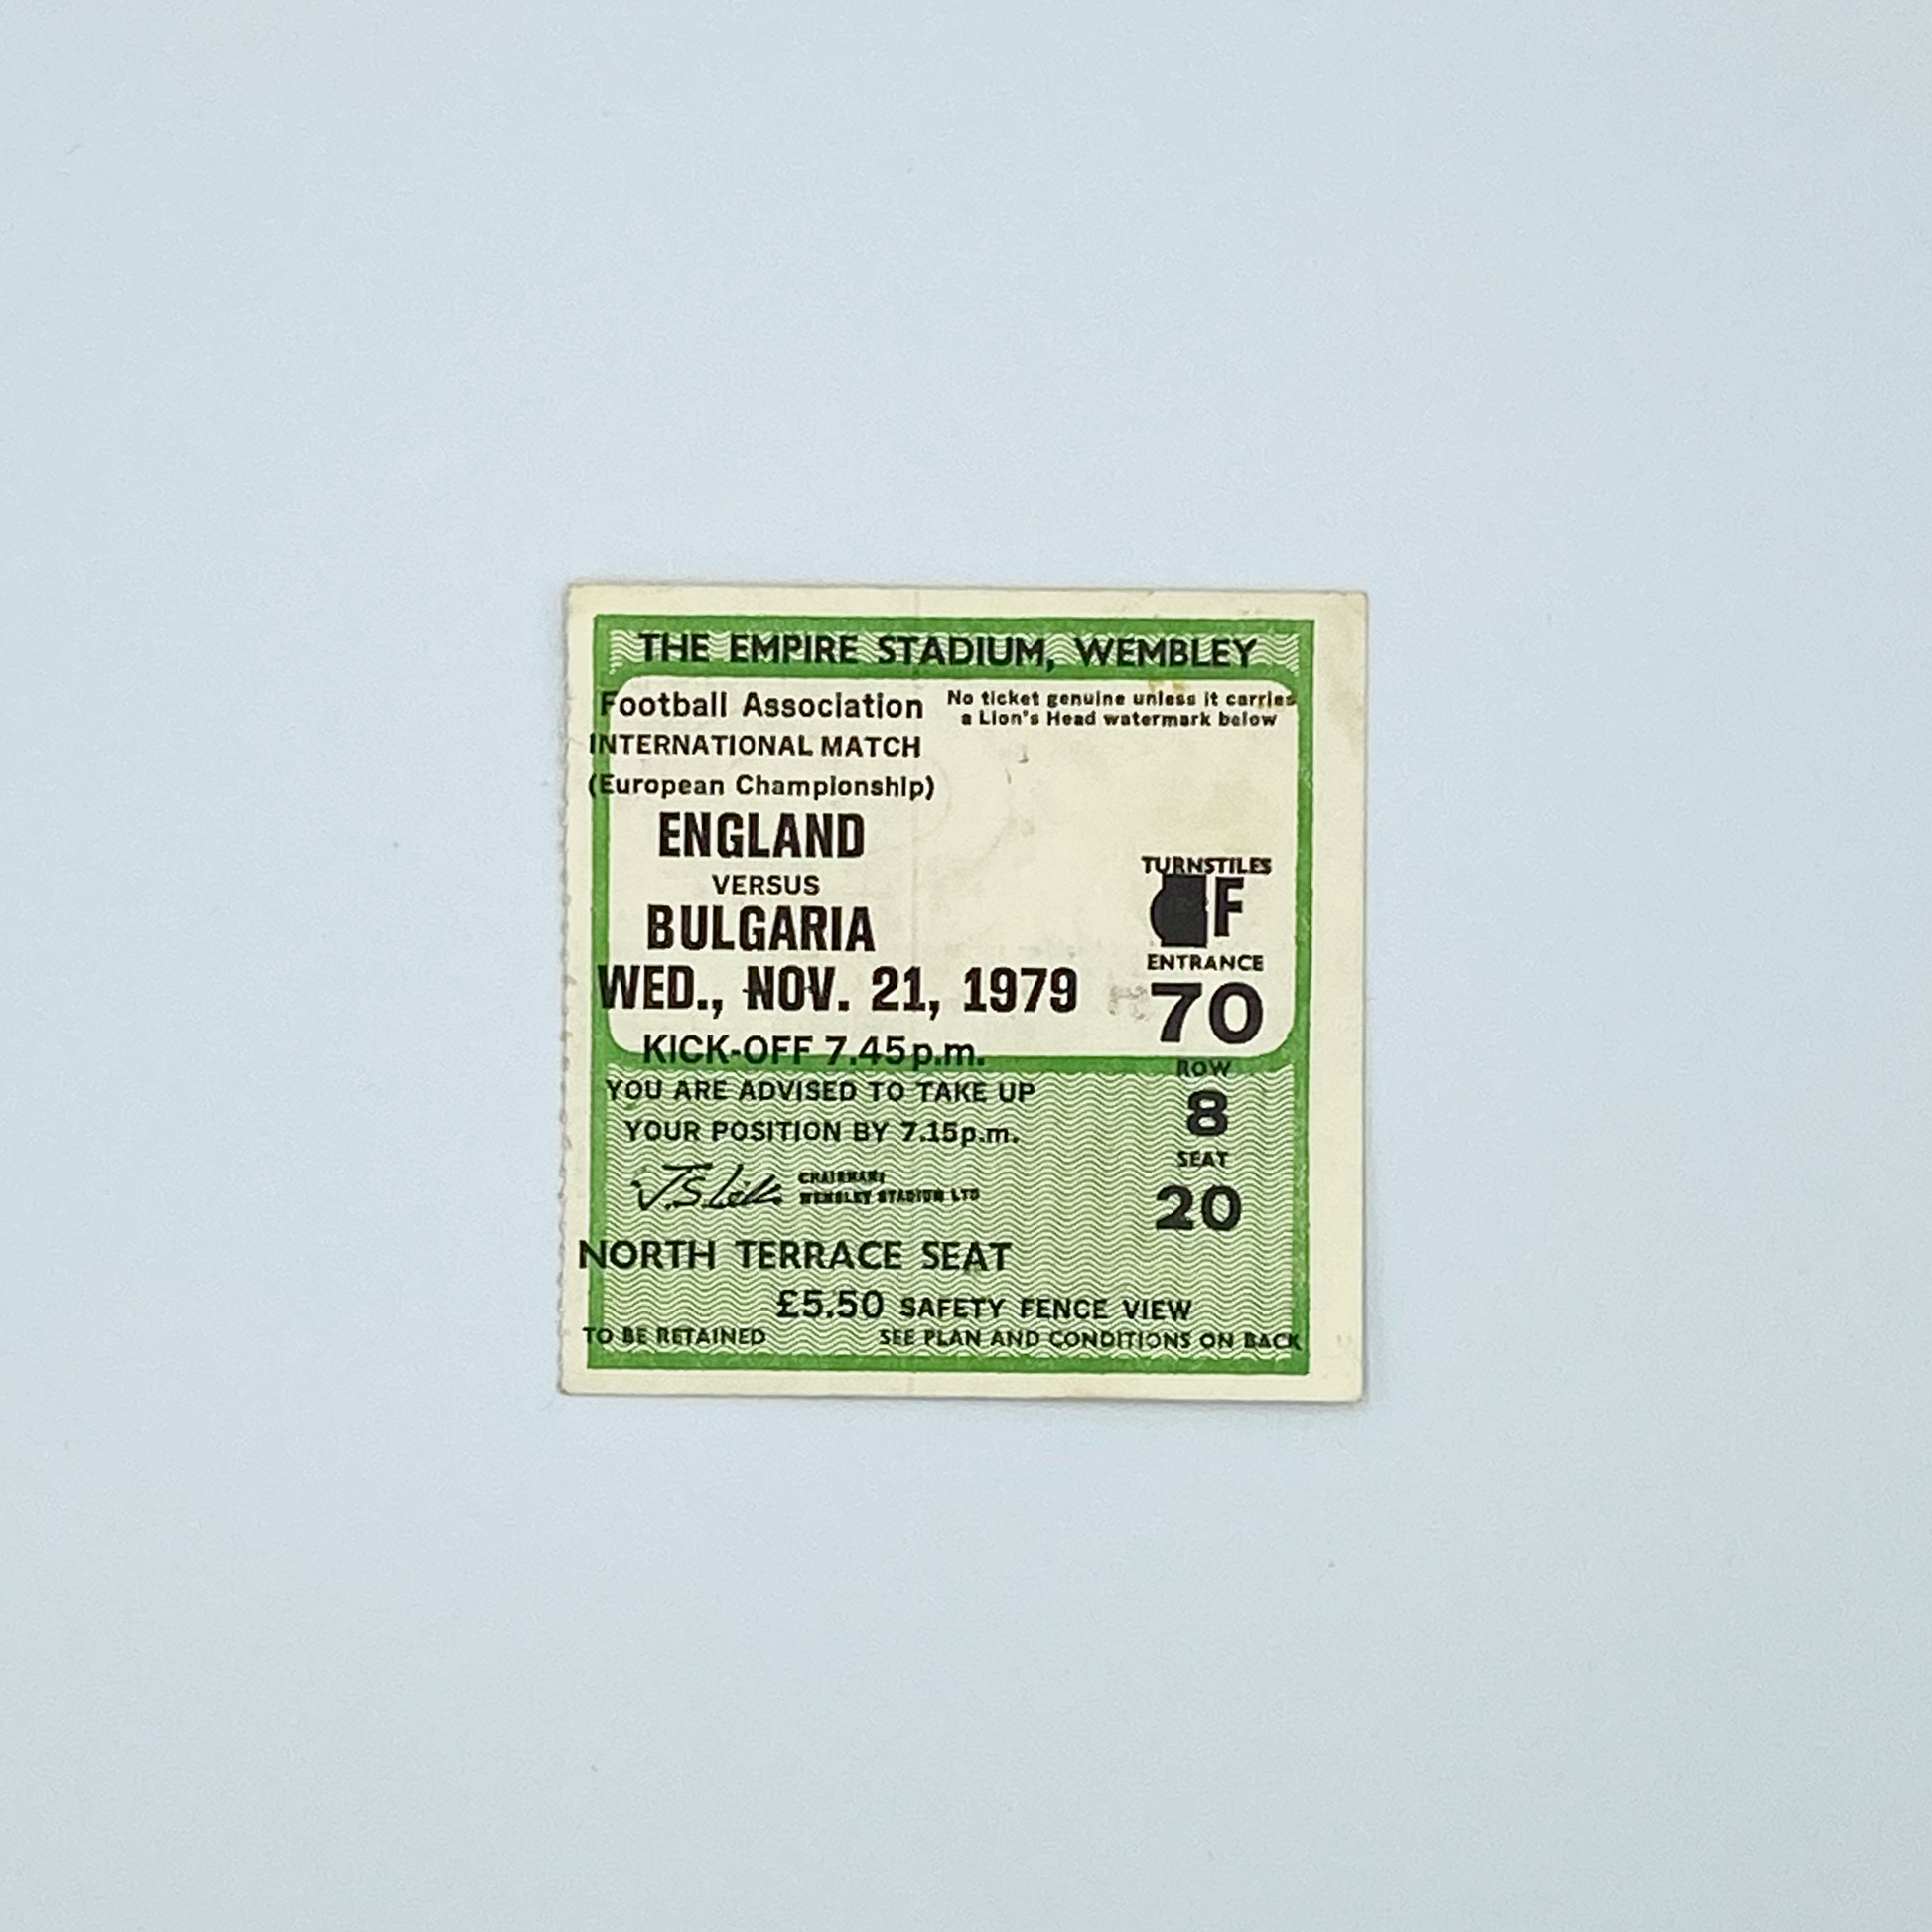 THE EMPIRE STADIUM, WEMBLEY
Football Association
INTERNATIONAL MATCH
(European Championship)
No ticket genuine unless it carries
a Lion's Head watermark below
ENGLAND
VERSUS
BULGARIA
WED., NOV. 21, 1979
KICK-OFF 7.45p.m.
YOU ARE ADVISED TO TAKE UP
YOUR POSITION BY 7.15p.m.
CHAIRMAN:
WEMBLEY STADIUM LTD
NORTH TERRACE SEAT
£5.50 SAFETY FENCE VIEW
TO BE RETAINED
SEE PLAN AND CONDITIONS ON BACK
TURNSTILES
F
ENTRANCE
70
ROW
8
SEAT
20